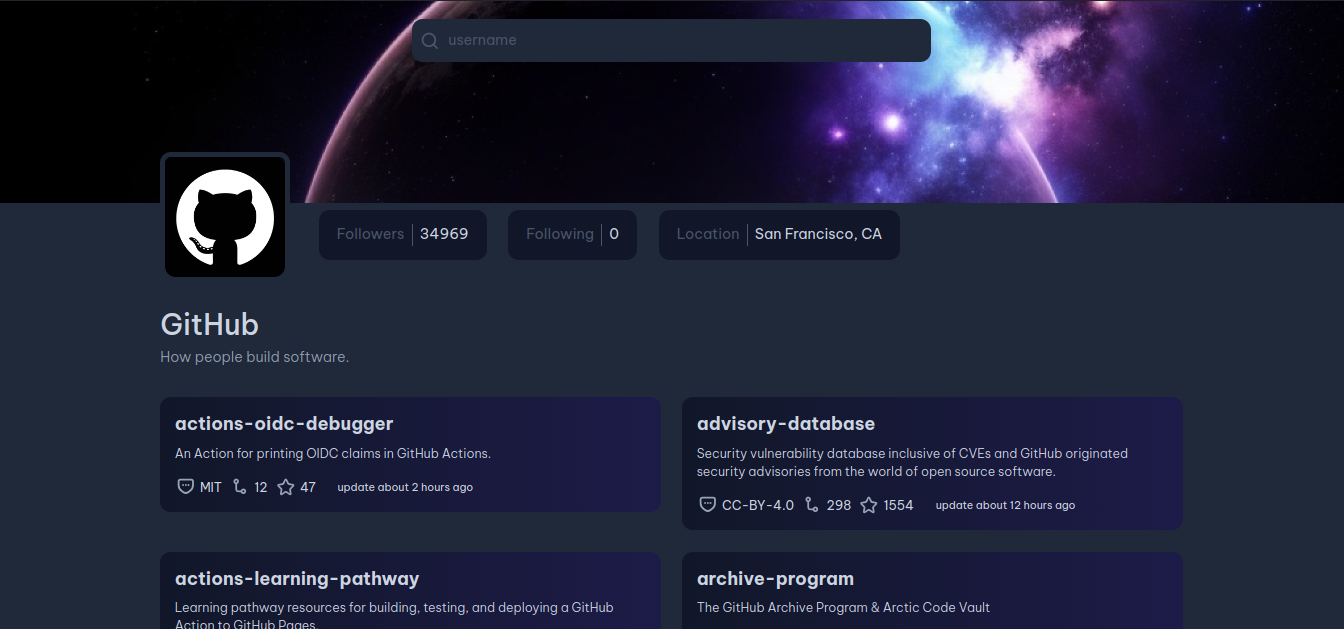 username
Followers 34969 Following 0 Location San Francisco, CA
GitHub
How people build software.
actions-oidc-debugger
An Action for printing OIDC claims in GitHub Actions.
MIT 12 47 update about 2 hours ago
advisory-database
Security vulnerability database inclusive of CVEs and GitHub originated
security advisories from the world of open source software.
CC-BY-4.0 298 1554 update about 12 hours ago
actions-learning-pathway
Learning pathway resources for building, testing, and deploying a GitHub
Action to GitHub Pages.
archive-program
The GitHub Archive Program & Arctic Code Vault